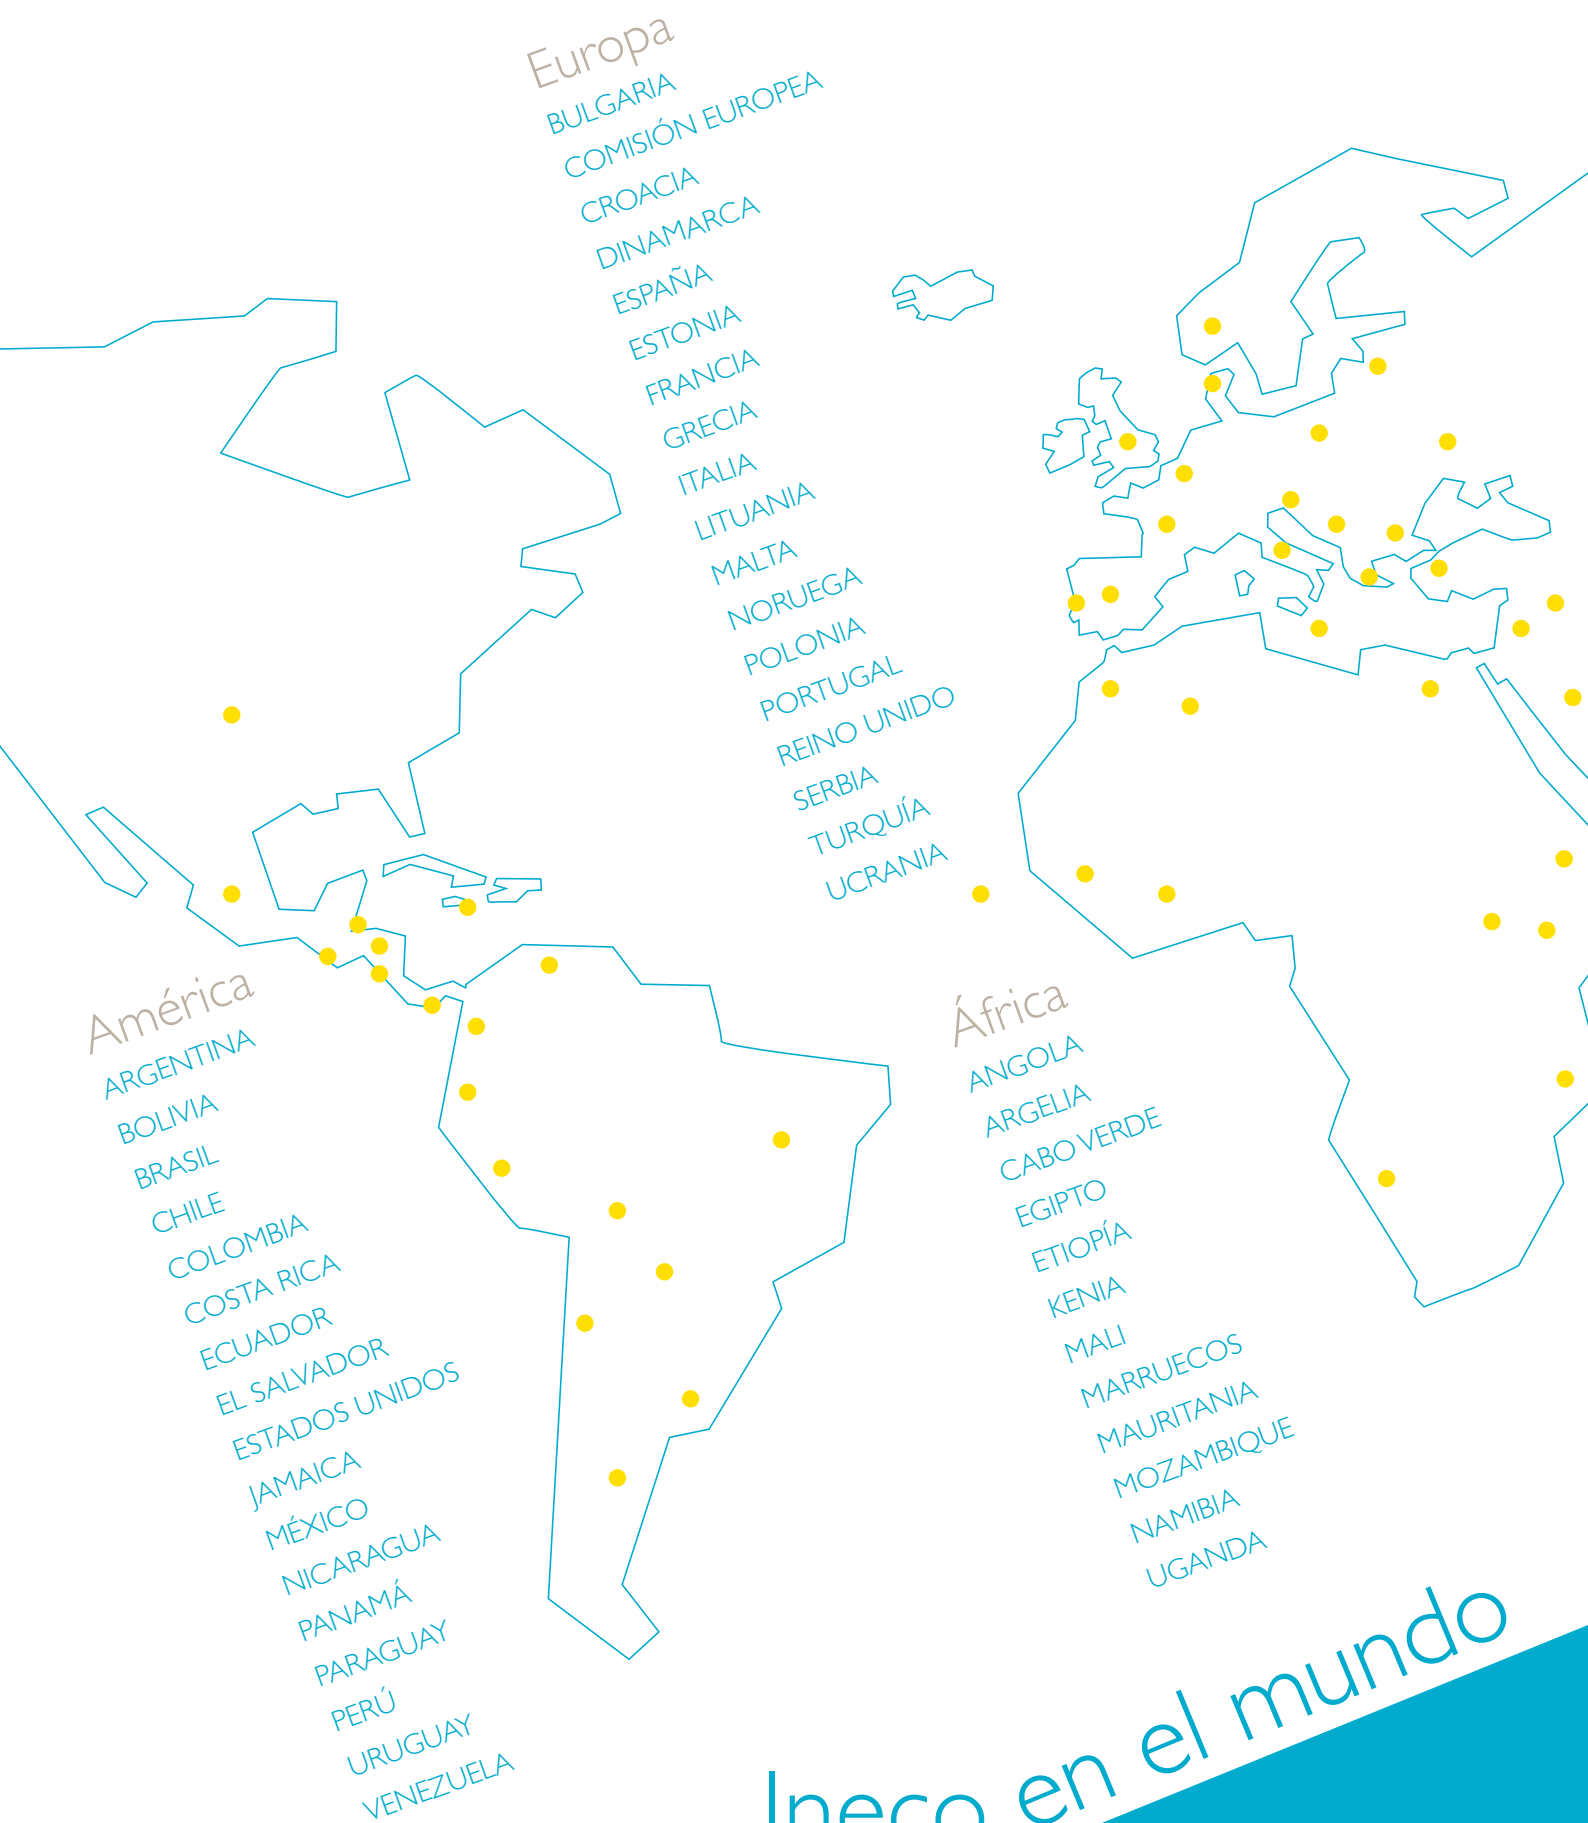 Europa
BULGARIA
COMISIÓN EUROPEA
CROACIA
DINAMARCA
ESPAÑA
ESTONIA
FRANCIA
GRECIA
ITALIA
LITUANIA
MALTA
NORUEGA
POLONIA
PORTUGAL
REINO UNIDO
SERBIA
TURQUÍA
UCRANIA
América
ARGENTINA
BOLIVIA
BRASIL
CHILE
COLOMBIA
COSTA RICA
ECUADOR
EL SALVADOR
ESTADOS UNIDOS
JAMAICA
MÉXICO
NICARAGUA
PANAMÁ
PARAGUAY
PERÚ
URUGUAY
VENEZUELA
África
ANGOLA
ARGELIA
CABO VERDE
EGIPTO
ETIOPÍA
KENIA
MALI
MARRUECOS
MAURITANIA
MOZAMBIQUE
NAMIBIA
UGANDA
Ineco en el mundo